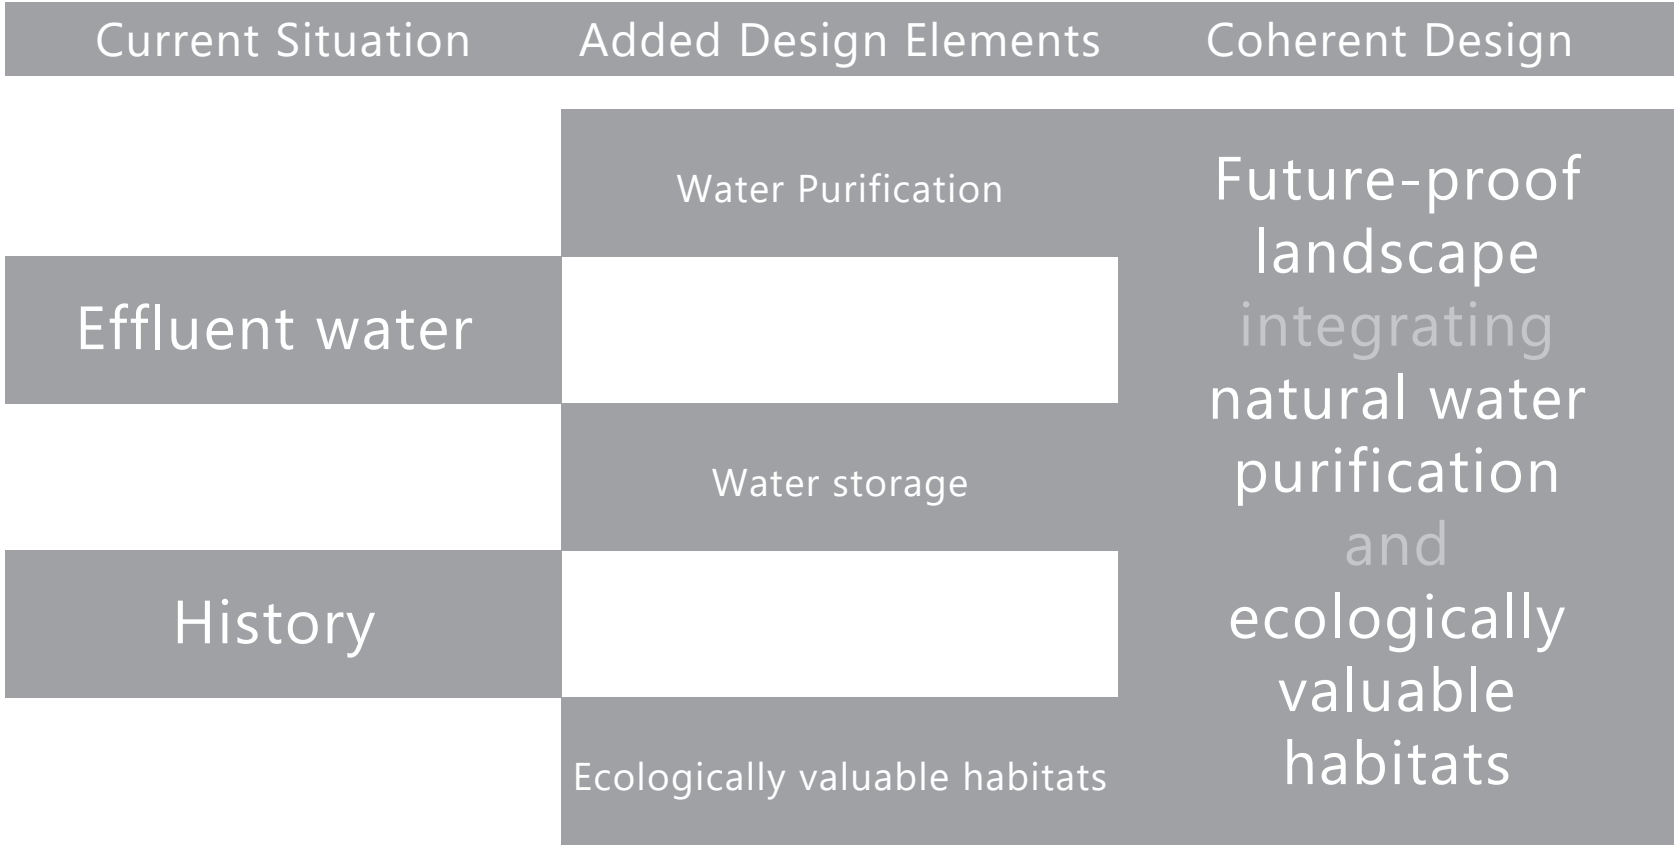 Current Situation
Added Design Elements
Coherent Design
Water Purification
Effluent water
Water storage
History
Ecologically valuable habitats
Future-proof
landscape
integrating
natural water
purification
and
ecologically
valuable
habitats